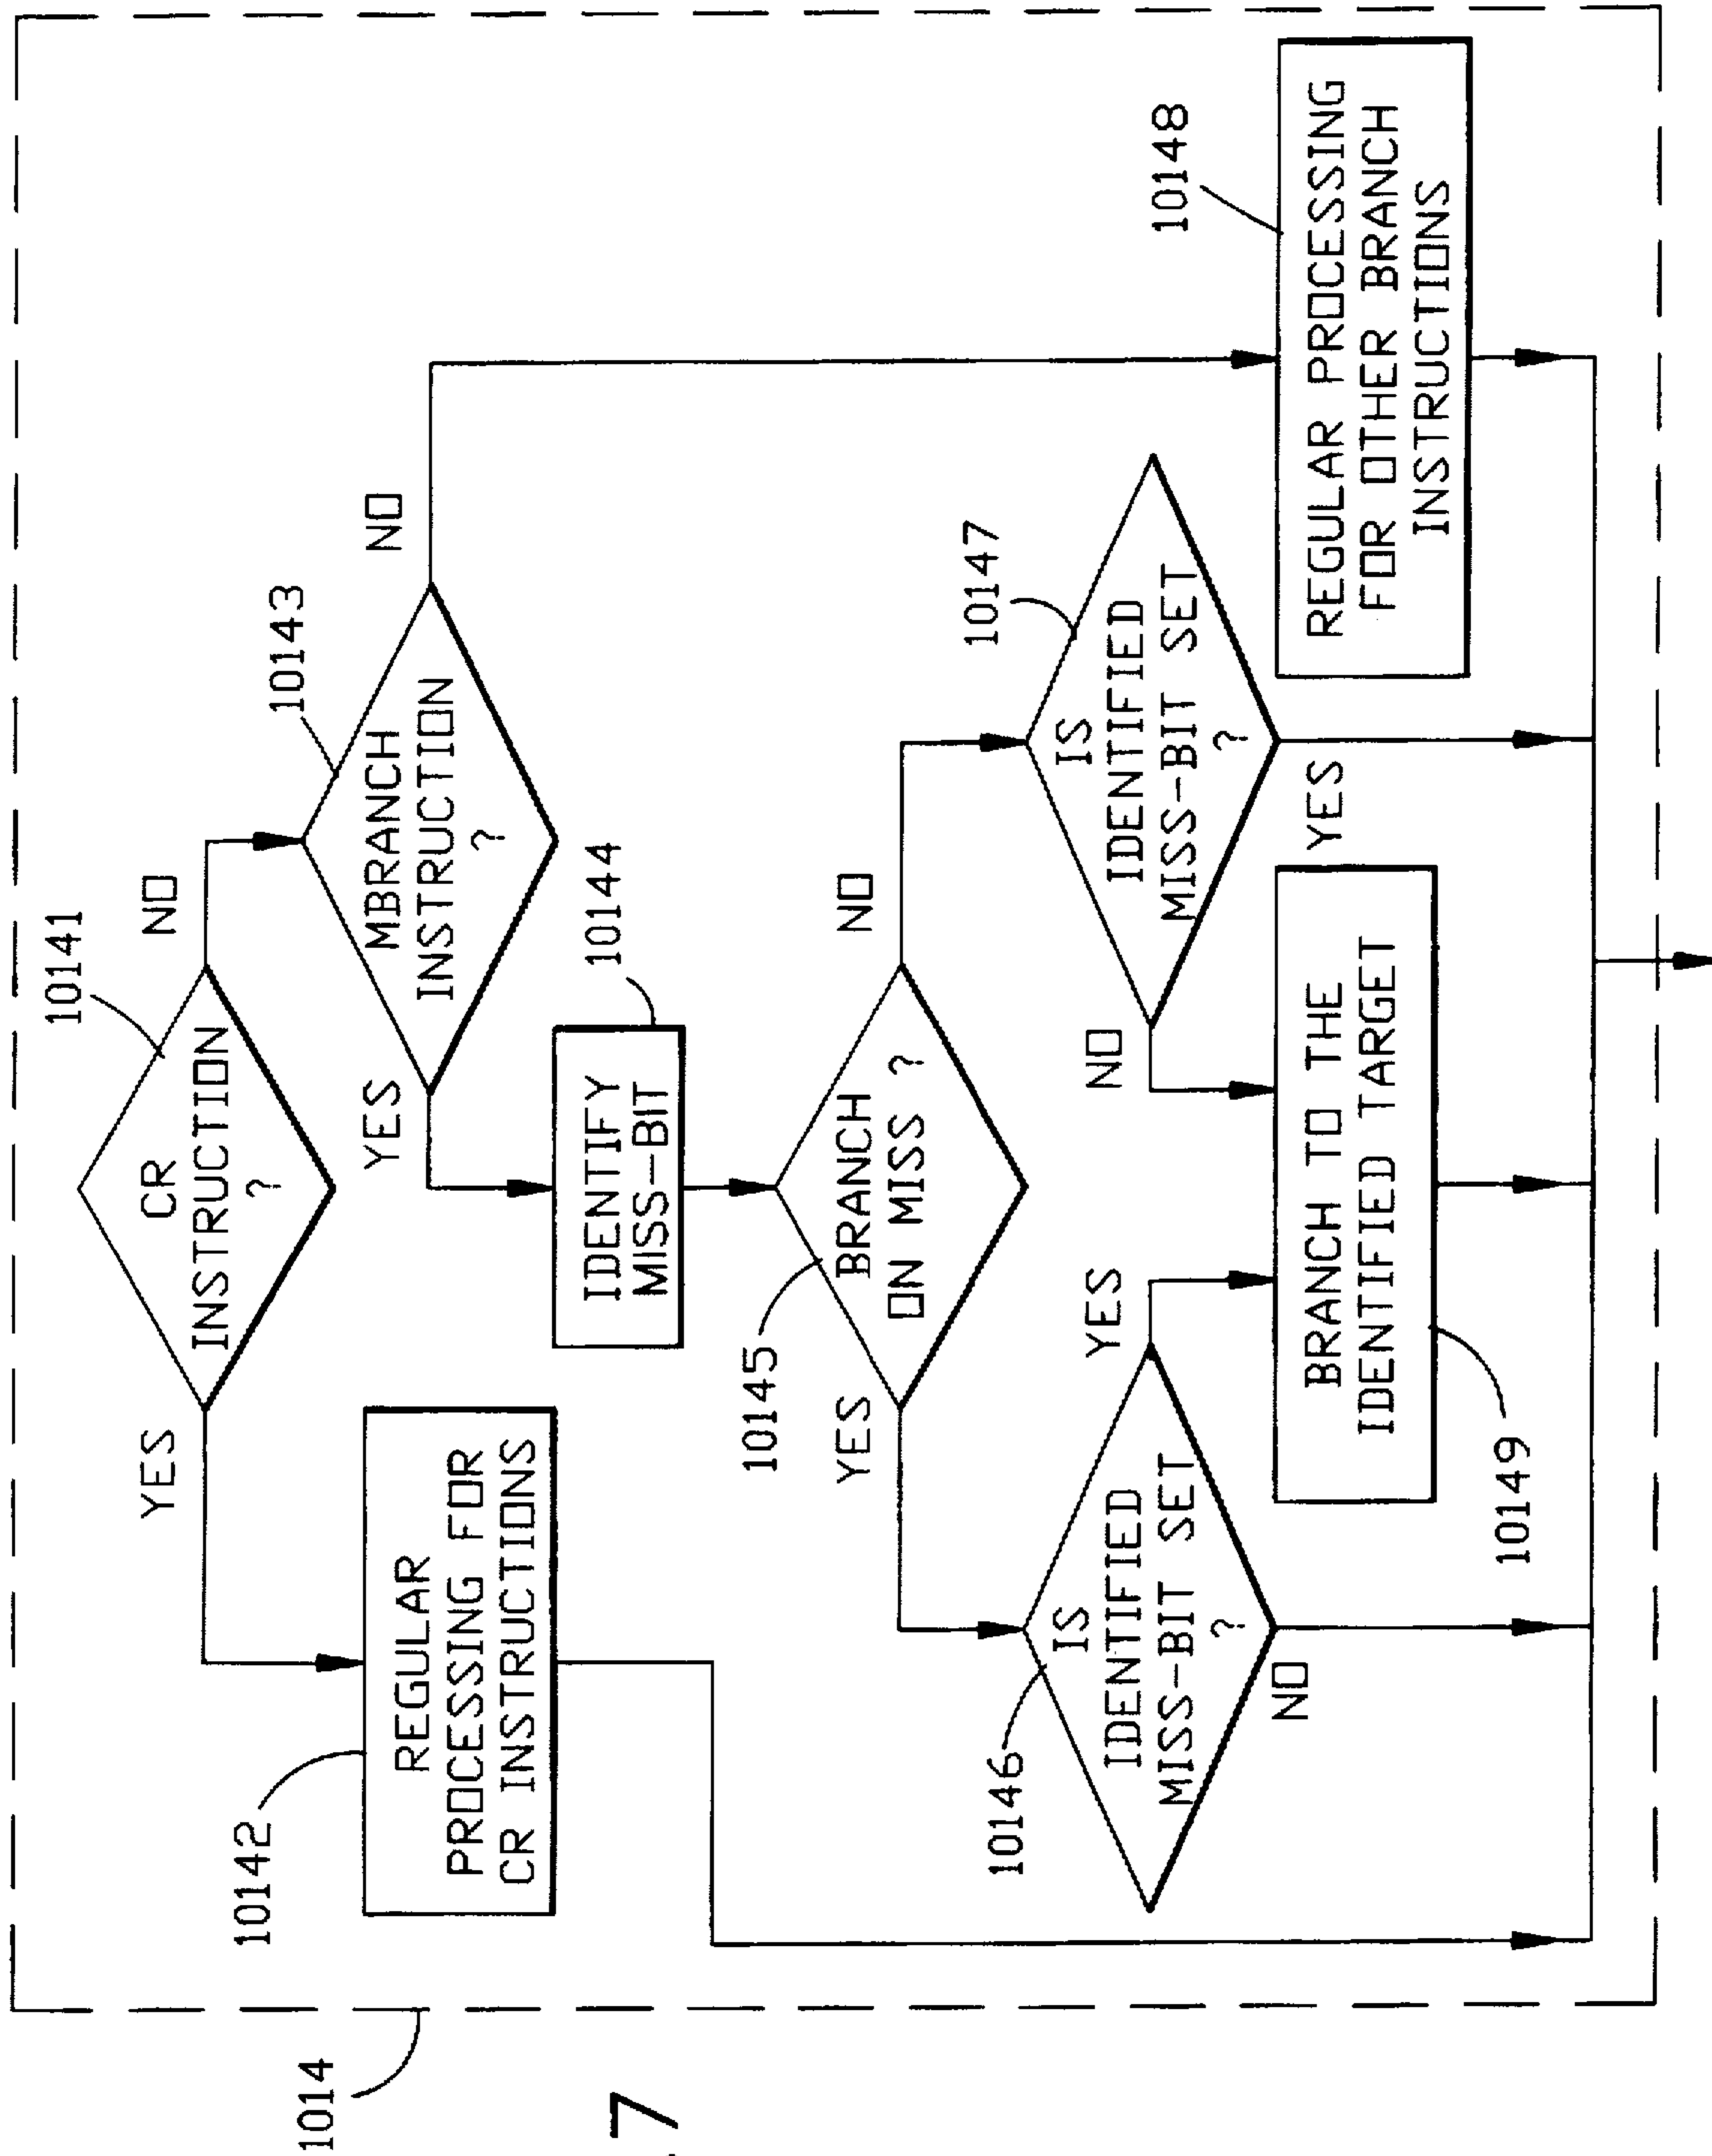 1014
10141
CR
INSTRUCTION
?
YES
NO
10142
REGULAR
PROCESSING FOR
CR INSTRUCTIONS
10143
MBRANCH
INSTRUCTION
?
YES
NO
10144
IDENTIFY
MISS-BIT
10145
BRANCH
ON MISS ?
YES
NO
10146
IS
IDENTIFIED
MISS-BIT SET
?
YES
NO
10147
IS
IDENTIFIED
MISS-BIT SET
?
NO
YES
10148
REGULAR PROCESSING
FOR OTHER BRANCH
INSTRUCTIONS
BRANCH TO THE
IDENTIFIED TARGET
10149
7